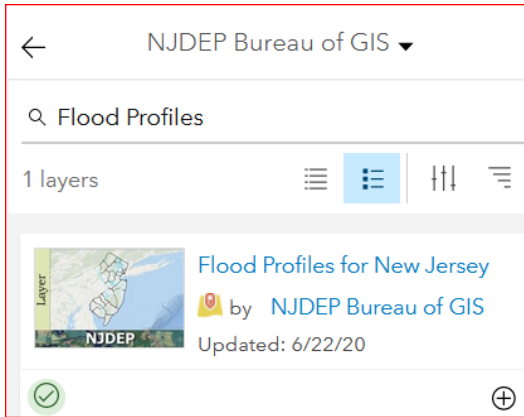 NJDEP Bureau of GIS
Flood Profiles
1 layers
Layer
NJDEP
Flood Profiles for New Jersey
by NJDEP Bureau of GIS
Updated: 6/22/20